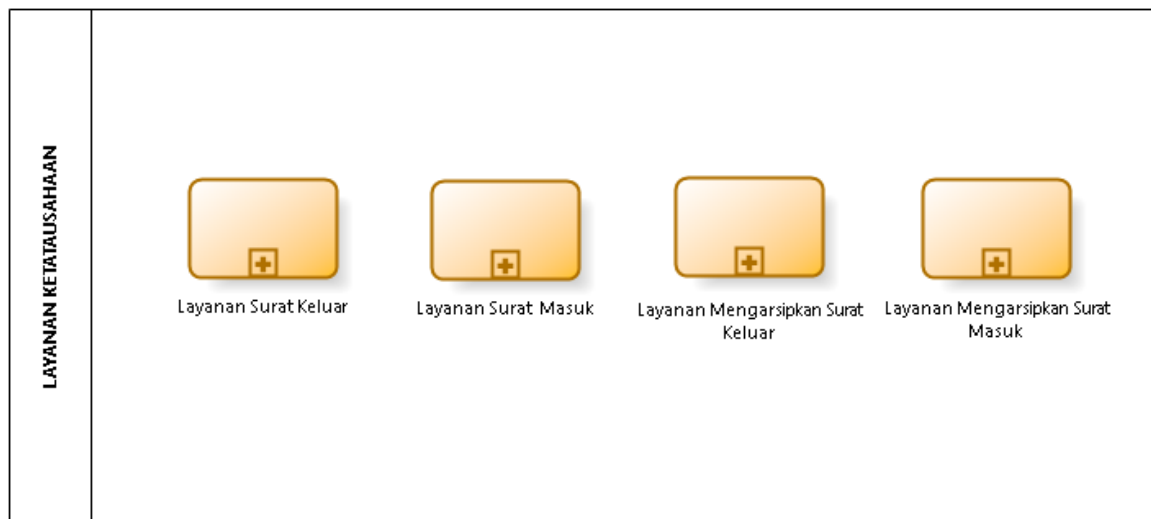 LAYANAN KETATAUSAHAAN
Layanan Surat Keluar
Layanan Surat Masuk
Layanan Mengarsipkan Surat
Keluar
Layanan Mengarsipkan Surat
Masuk